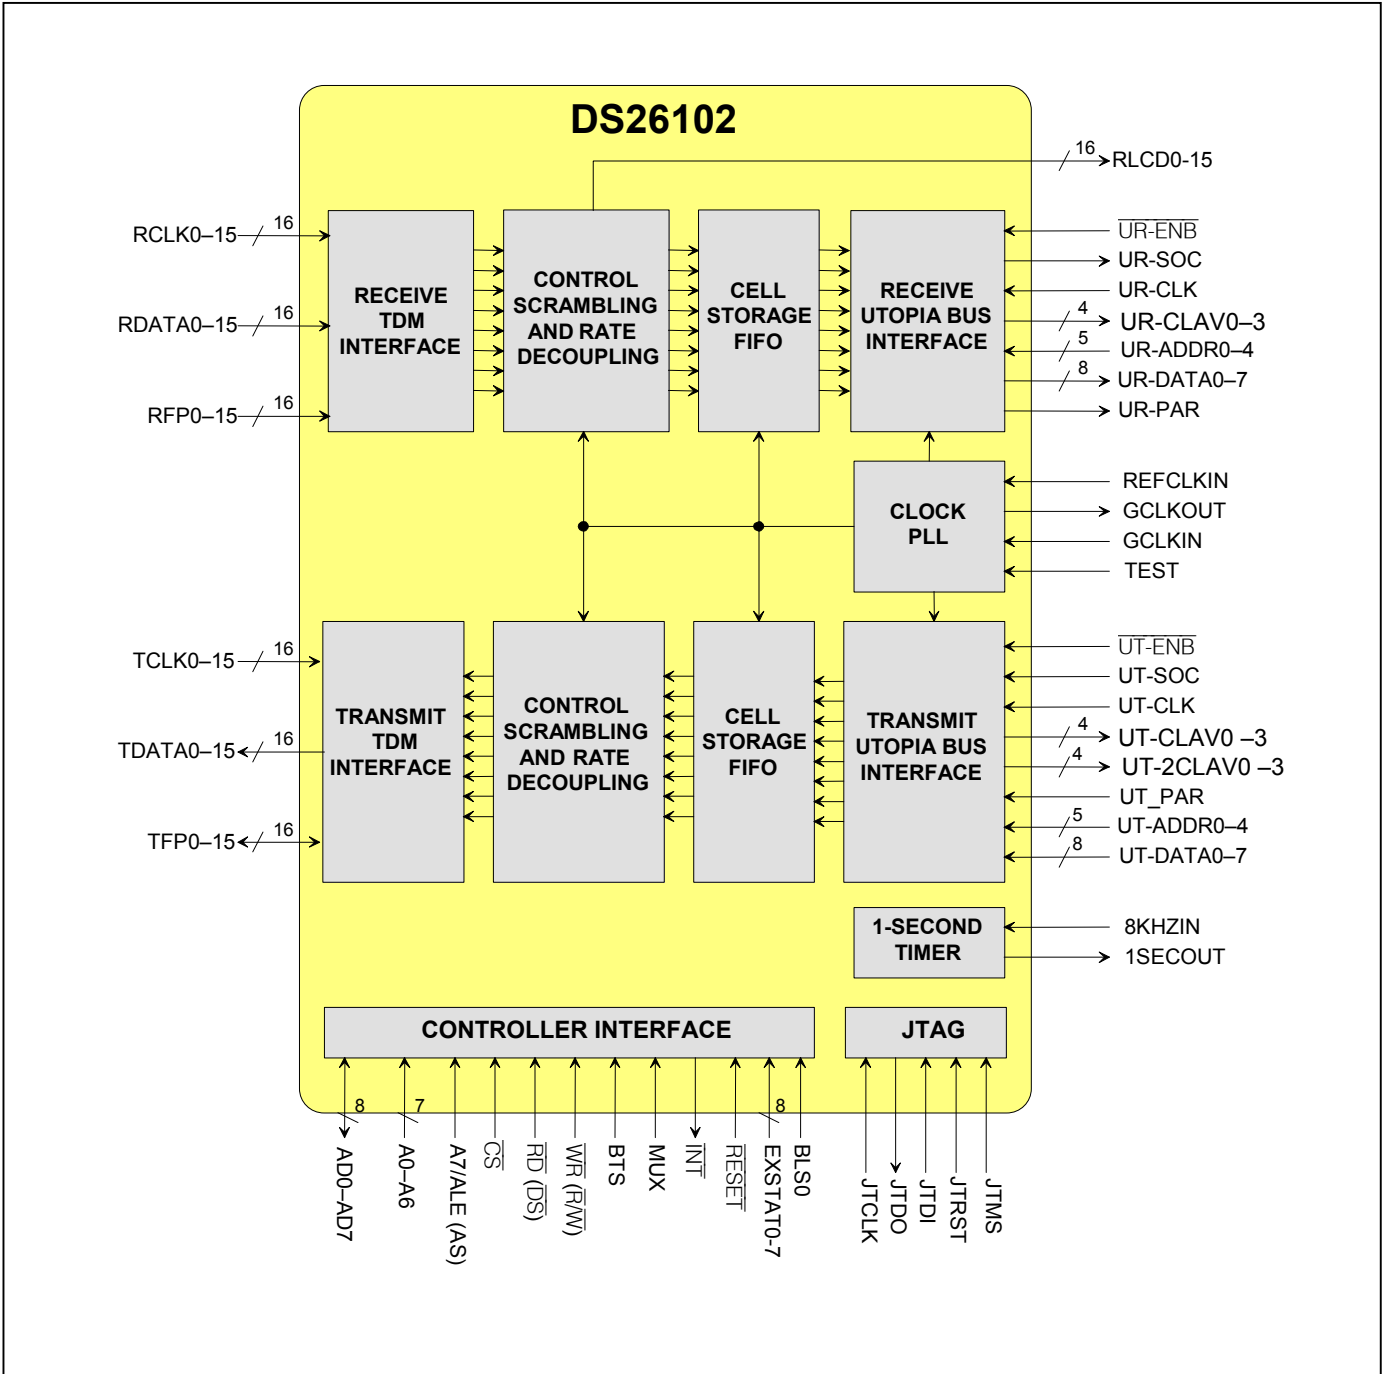 DS26102
16
RLCD0-15
RCLK0–15
16
RDATA0–15
16
RFP0–15
16
RECEIVE
TDM
INTERFACE
CONTROL
SCRAMBLING
AND RATE
DECOUPLING
CELL
STORAGE
FIFO
RECEIVE
UTOPIA BUS
INTERFACE
UR-ENB
UR-SOC
UR-CLK
4
UR-CLAV0–3
5
UR-ADDR0–4
8
UR-DATA0–7
UR-PAR
CLOCK
PLL
REFCLKIN
GCLKOUT
GCLKIN
TEST
TCLK0–15
16
TDATA0–15
16
TFP0–15
16
TRANSMIT
TDM
INTERFACE
CONTROL
SCRAMBLING
AND RATE
DECOUPLING
CELL
STORAGE
FIFO
TRANSMIT
UTOPIA BUS
INTERFACE
UT-ENB
UT-SOC
UT-CLK
4
UT-CLAV0 –3
4
UT-2CLAV0 –3
UT_PAR
5
UT-ADDR0–4
8
UT-DATA0–7
1-SECOND
TIMER
8KHZIN
1SECOUT
CONTROLLER INTERFACE
JTAG
8
7
8
AD0–AD7
A0–A6
A7/ALE (AS)
CS
RD (DS)
WR (R/W)
BTS
MUX
INT
RESET
EXSTAT0-7
BLS0
JTCLK
JTDO
JTDI
JTRST
JTMS